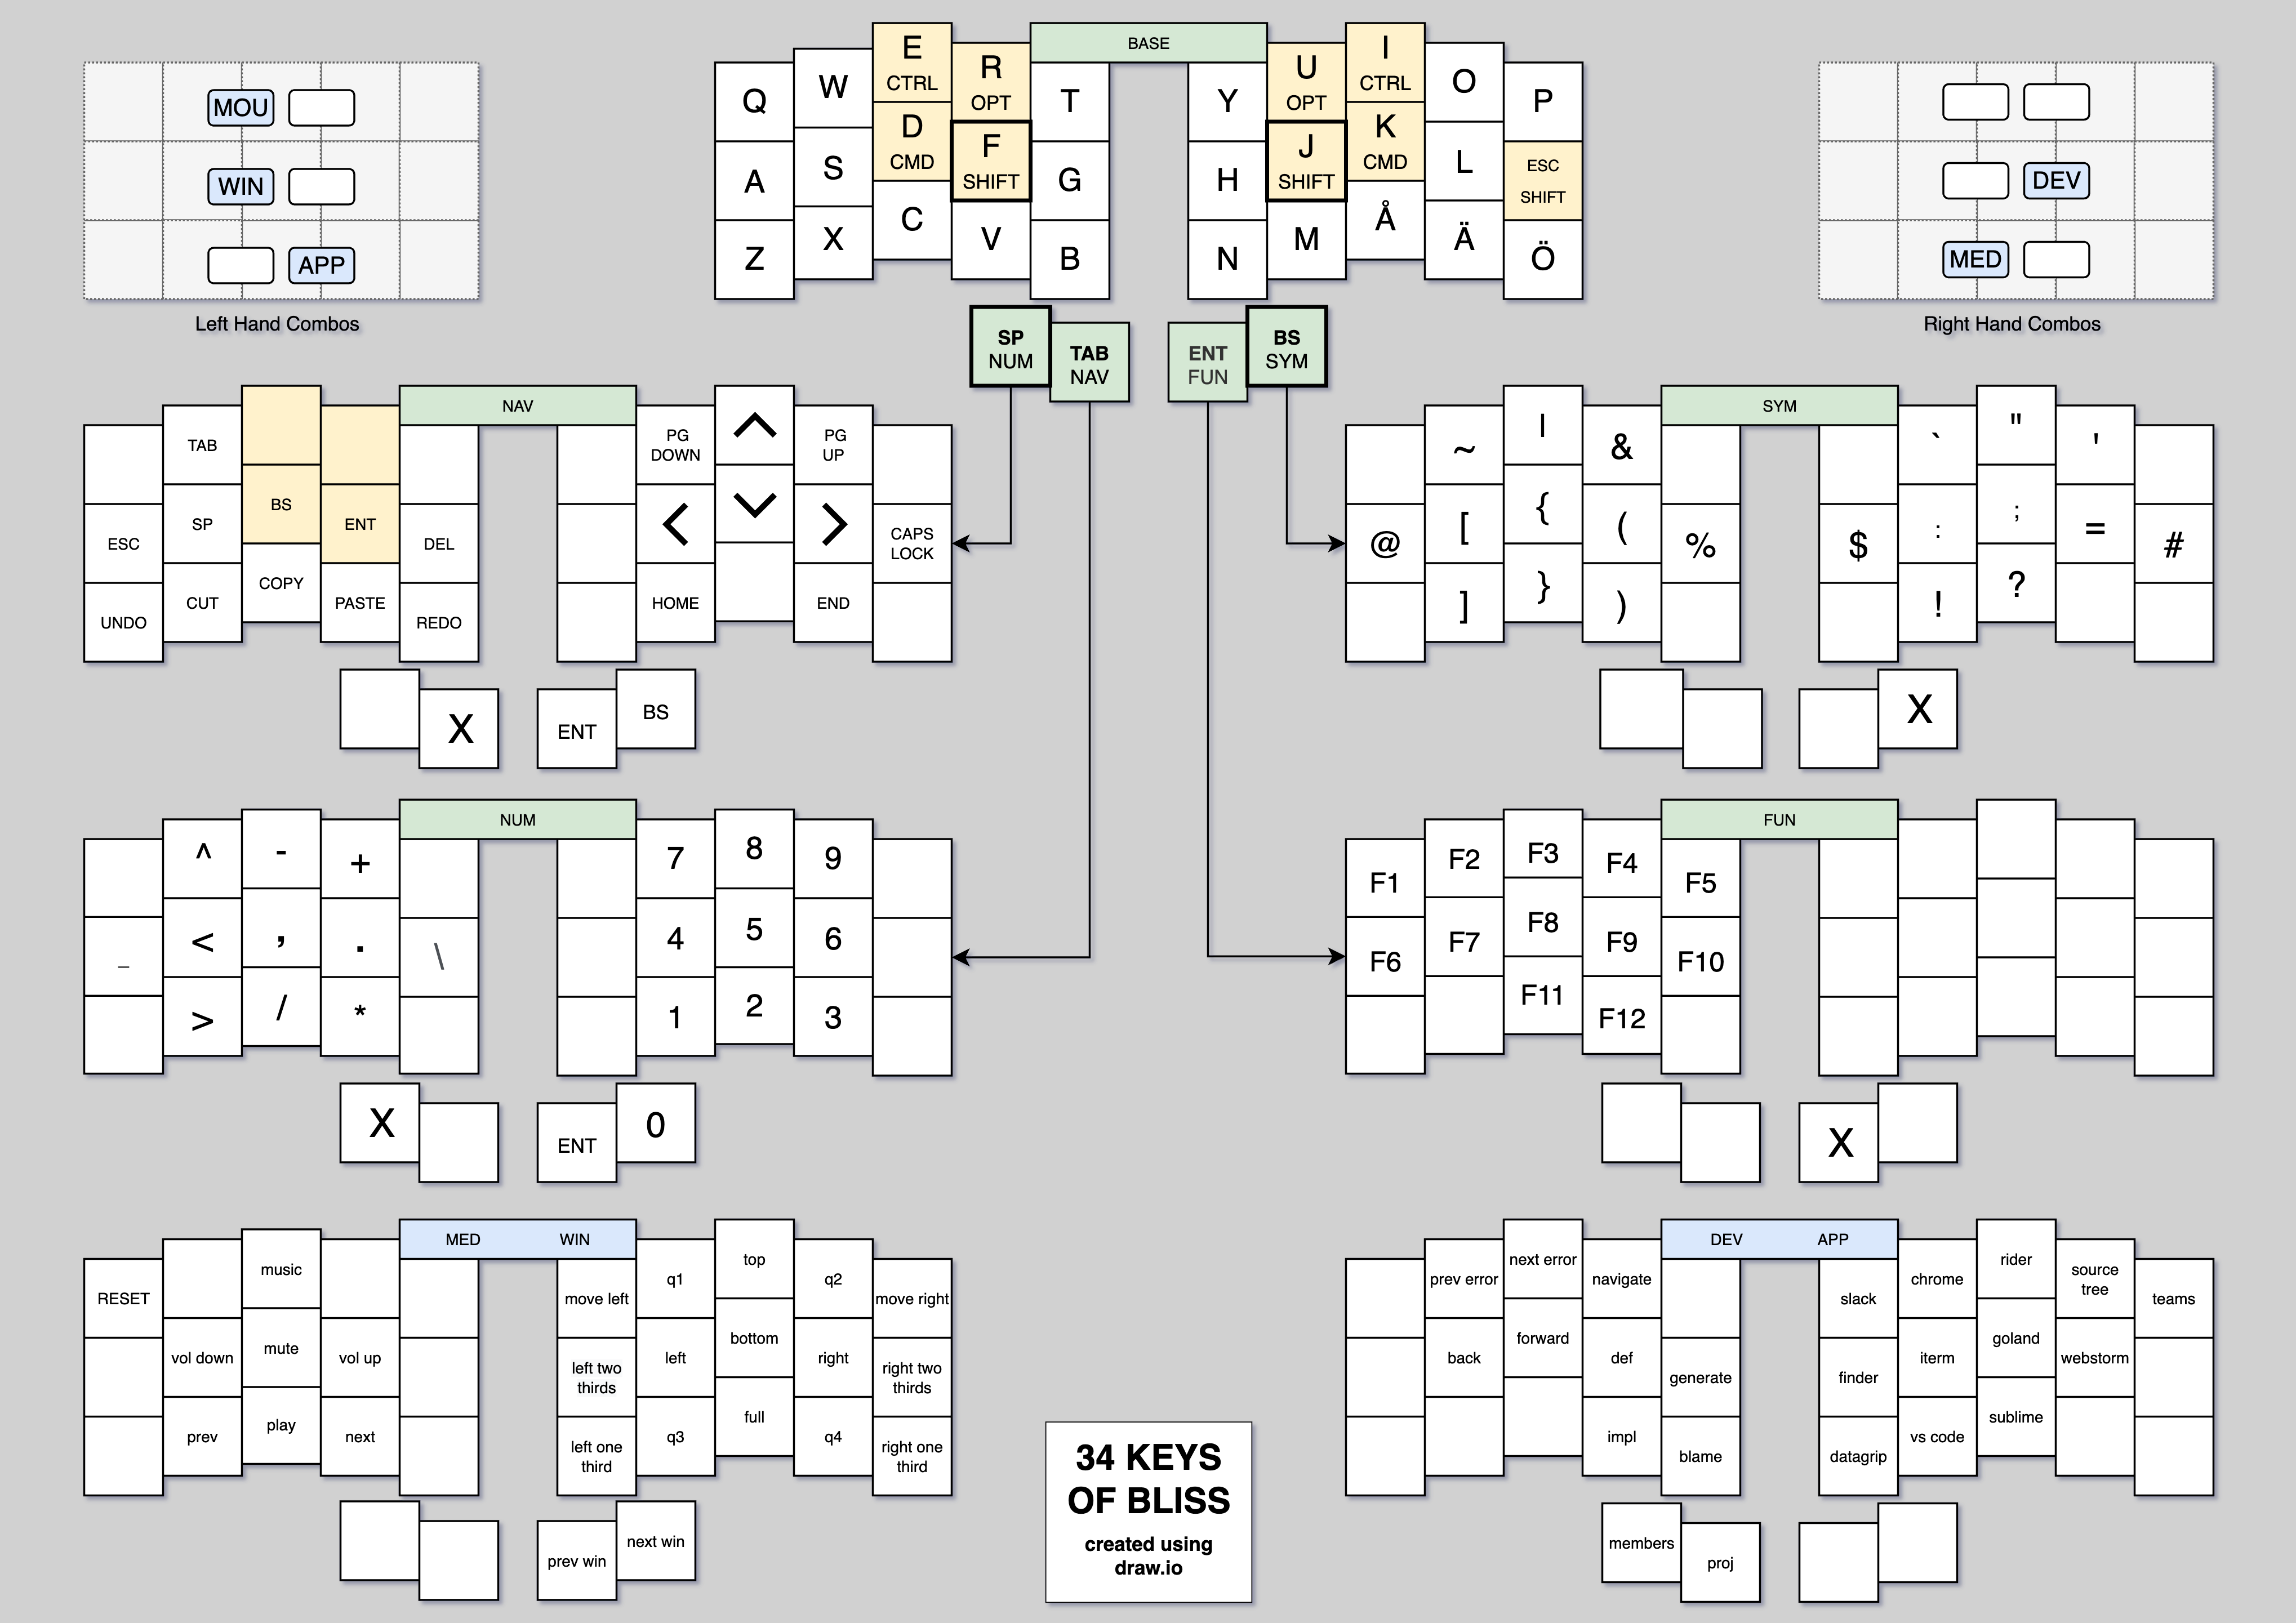 BASE
Q
W
E
CTRL
R
OPT
T
Y
U
OPT
I
CTRL
O
P
A
S
D
CMD
F
SHIFT
G
H
J
SHIFT
K
CMD
L
ESC
SHIFT
Z
X
C
V
B
N
M
Å
Ä
Ö
SP
NUM
TAB
NAV
ENT
FUN
BS
SYM
MOU
WIN
APP
Left Hand Combos
DEV
MED
Right Hand Combos
NAV
TAB
PG
DOWN
^
PG
UP
ESC
SP
BS
ENT
DEL
<
v
>
CAPS
LOCK
UNDO
CUT
COPY
PASTE
REDO
HOME
END
X
ENT
BS
SYM
~
|
&
`
"
'
@
[
{
(
%
$
:
;
=
#
]
}
)
!
?
X
NUM
^
-
+
7
8
9
_
<
,
.
\
4
5
6
>
/
*
1
2
3
X
ENT
0
FUN
F1
F2
F3
F4
F5
F6
F7
F8
F9
F10
F11
F12
X
MED WIN
RESET
music
move left
q1
top
q2
move right
vol down
mute
vol up
left two
thirds
left
bottom
right
right two
thirds
prev
play
next
left one
third
q3
full
q4
right one
third
prev win
next win
DEV APP
prev error
next error
navigate
slack
chrome
rider
source
tree
teams
back
forward
def
generate
finder
iterm
goland
webstorm
impl
blame
datagrip
vs code
sublime
members
proj
34 KEYS
OF BLISS
created using
draw.io